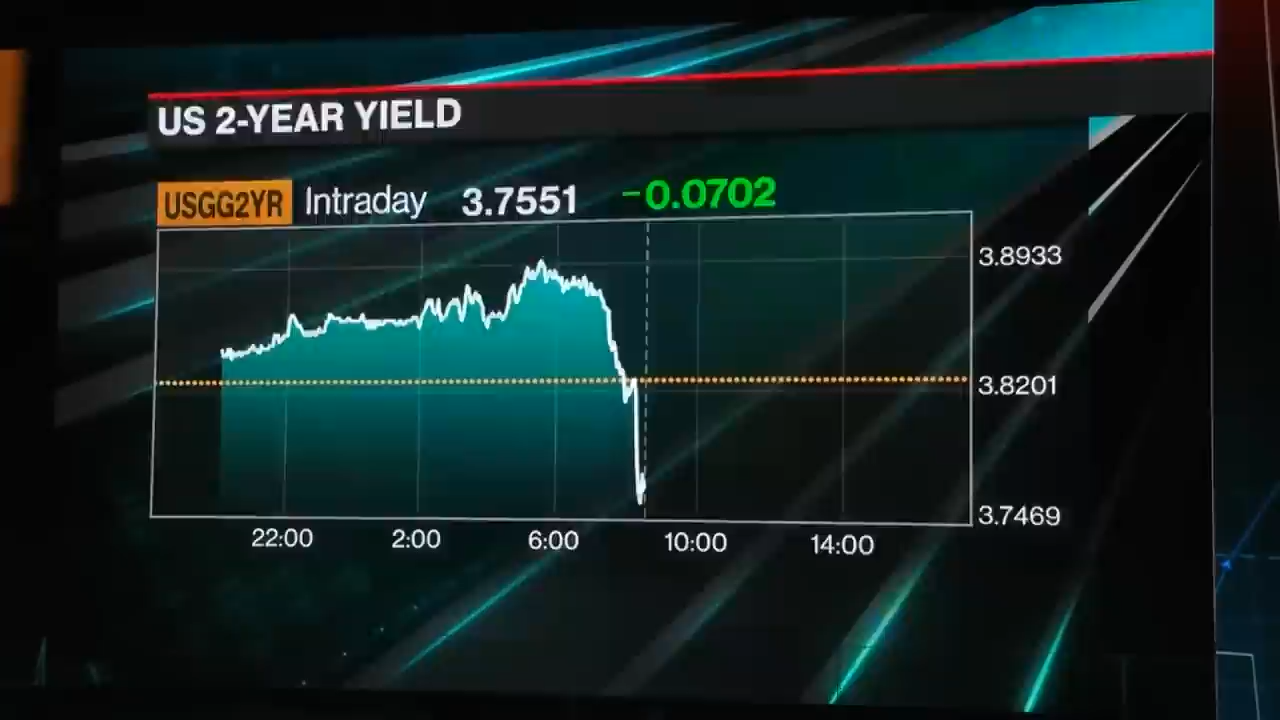 US 2-YEAR YIELD
USGG2YR Intraday 3.7551 -0.0702
3.8933
3.8201
3.7469
22:00 2:00 6:00 10:00 14:00